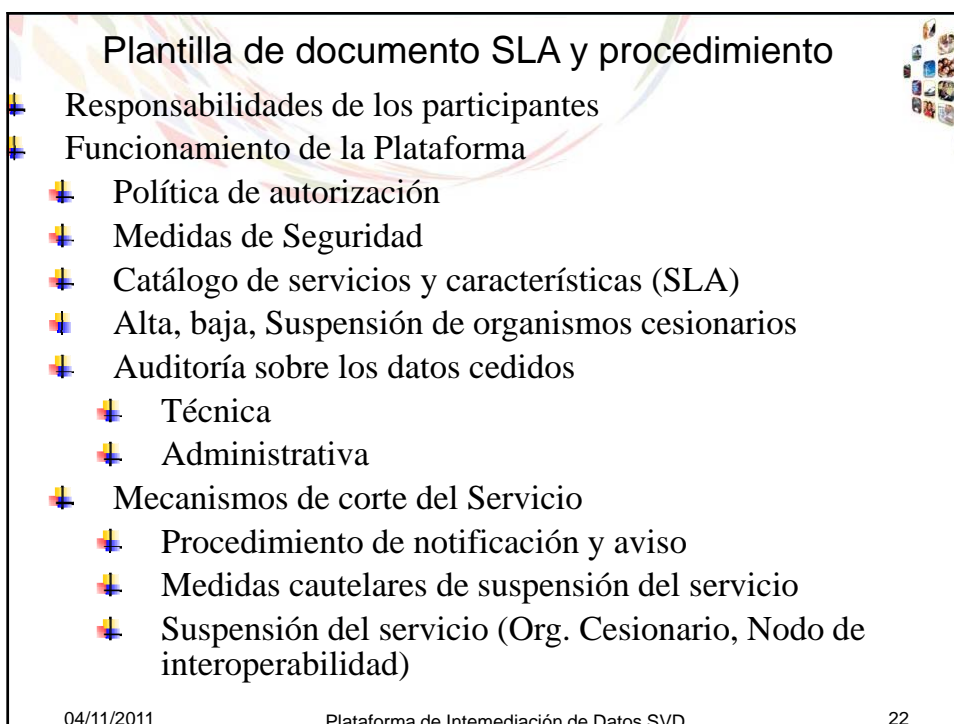 Plantilla de documento SLA y procedimiento
Responsabilidades de los participantes
Funcionamiento de la Plataforma
Política de autorización
Medidas de Seguridad
Catálogo de servicios y características (SLA)
Alta, baja, Suspensión de organismos cesionarios
Auditoría sobre los datos cedidos
Técnica
Administrativa
Mecanismos de corte del Servicio
Procedimiento de notificación y aviso
Medidas cautelares de suspensión del servicio
Suspensión del servicio (Org. Cesionario, Nodo de
interoperabilidad)
04/11/2011 Plataforma de Intemediación de Datos SVD 22